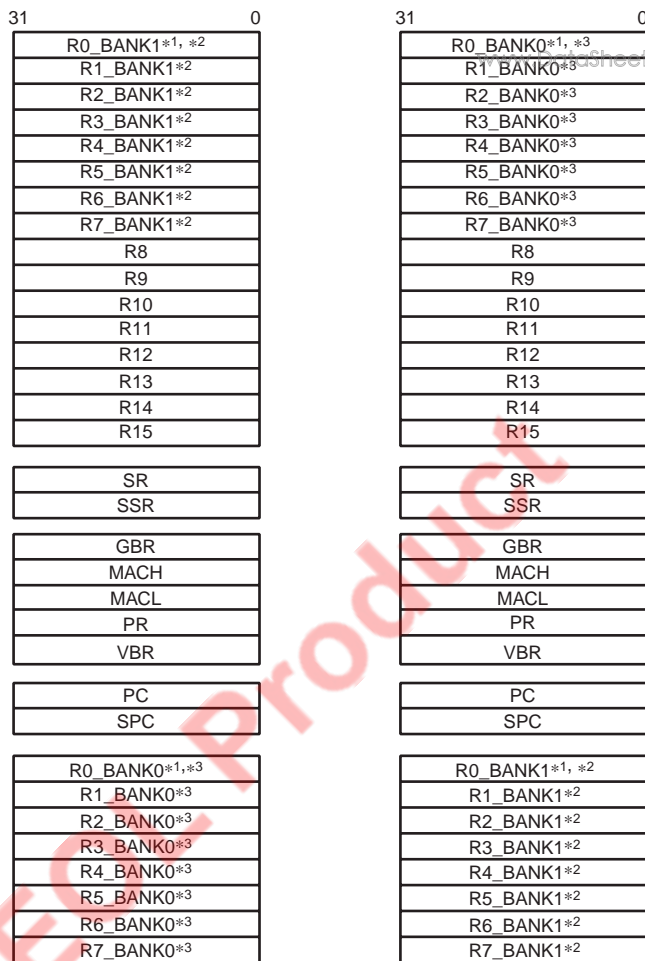 31 0
R0_BANK1*1, *2
R1_BANK1*2
R2_BANK1*2
R3_BANK1*2
R4_BANK1*2
R5_BANK1*2
R6_BANK1*2
R7_BANK1*2
R8
R9
R10
R11
R12
R13
R14
R15
SR
SSR
GBR
MACH
MACL
PR
VBR
PC
SPC
R0_BANK0*1,*3
R1_BANK0*3
R2_BANK0*3
R3_BANK0*3
R4_BANK0*3
R5_BANK0*3
R6_BANK0*3
R7_BANK0*3
31 0
R0_BANK0*1, *3
www.DataSheet
R1_BANK0*3
R2_BANK0*3
R3_BANK0*3
R4_BANK0*3
R5_BANK0*3
R6_BANK0*3
R7_BANK0*3
R8
R9
R10
R11
R12
R13
R14
R15
SR
SSR
GBR
MACH
MACL
PR
VBR
PC
SPC
R0_BANK1*1, *2
R1_BANK1*2
R2_BANK1*2
R3_BANK1*2
R4_BANK1*2
R5_BANK1*2
R6_BANK1*2
R7_BANK1*2
EOL Product